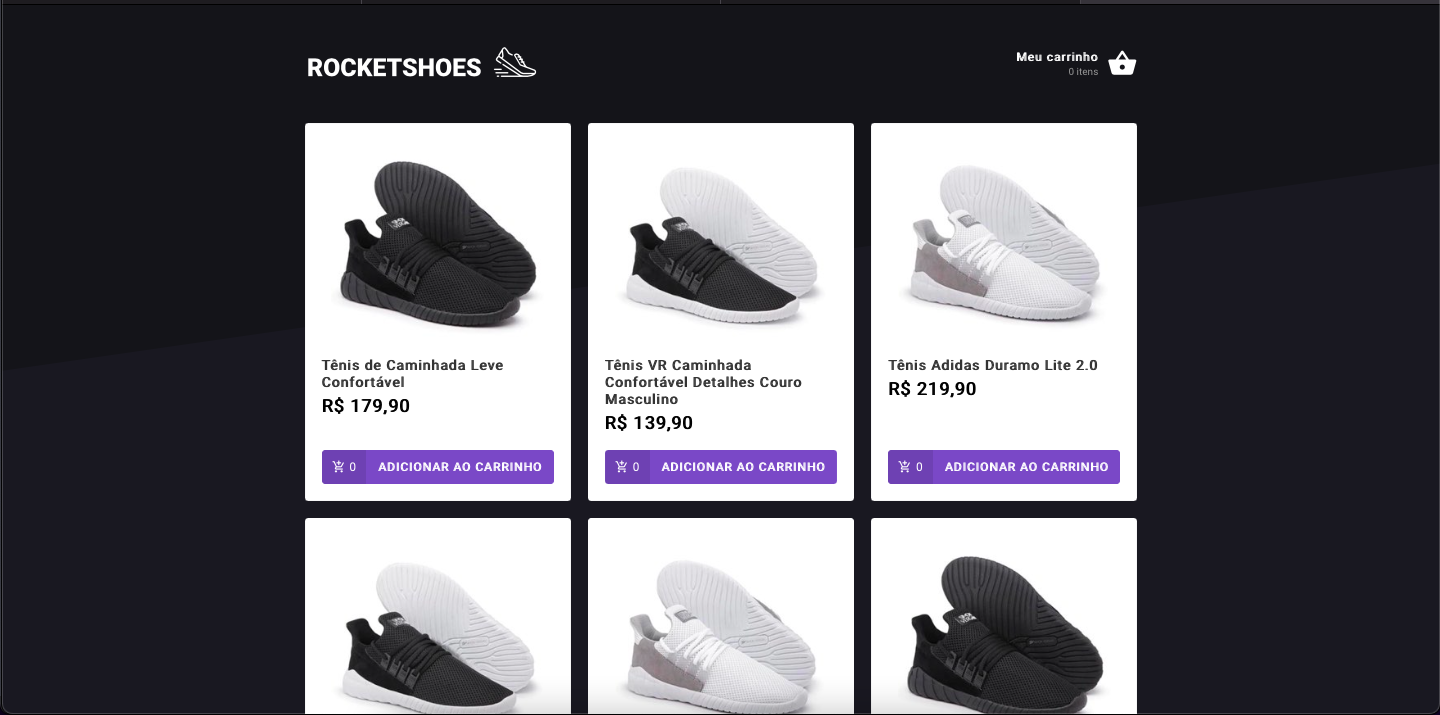 ROCKETSHOES
Meu carrinho
0 itens
Tênis de Caminhada Leve
Confortável
R$ 179,90
0 ADICIONAR AO CARRINHO
Tênis VR Caminhada
Confortável Detalhes Couro
Masculino
R$ 139,90
0 ADICIONAR AO CARRINHO
Tênis Adidas Duramo Lite 2.0
R$ 219,90
0 ADICIONAR AO CARRINHO